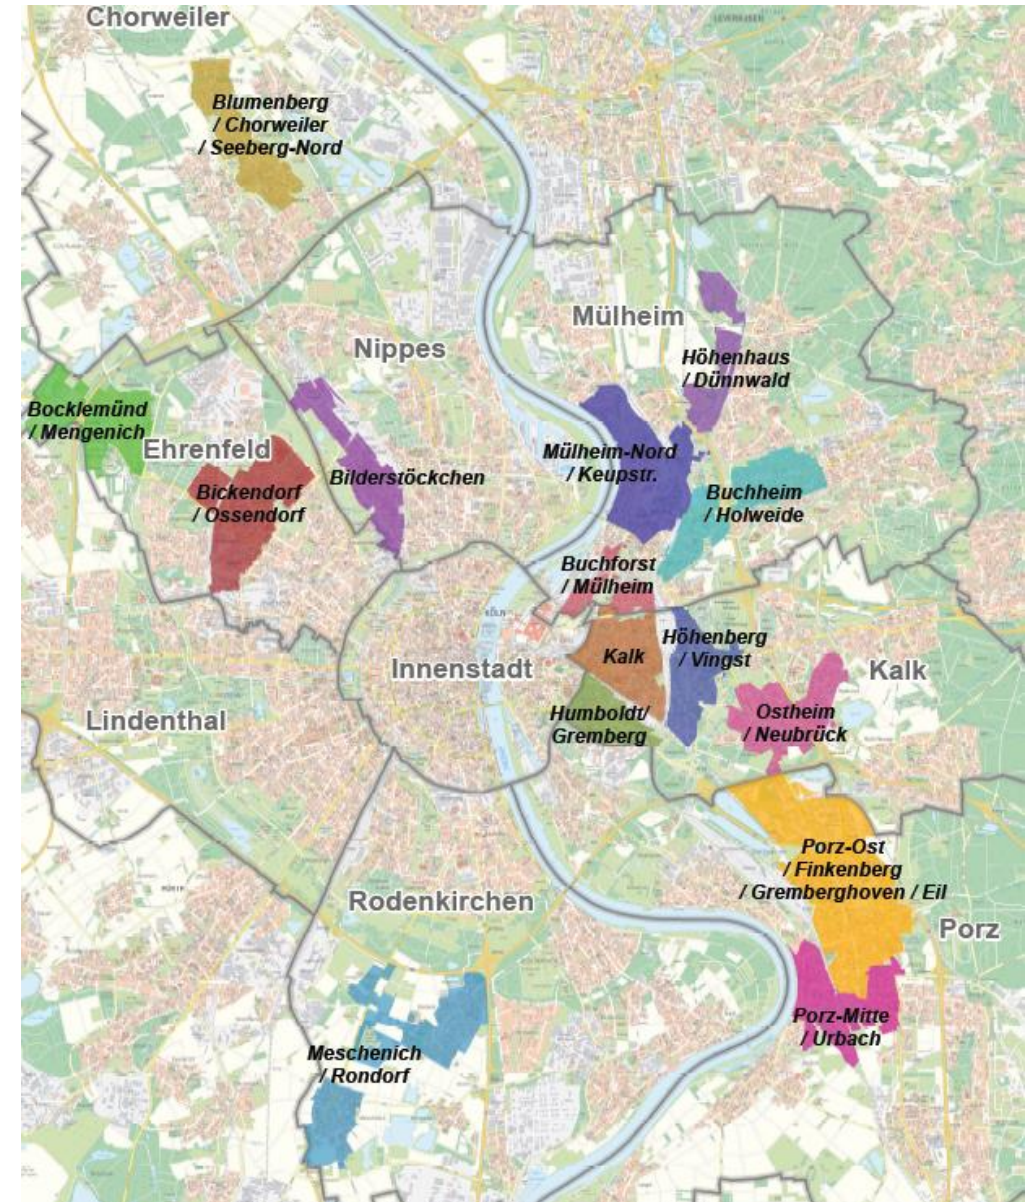 Chorweiler
Blumenberg
/ Chorweiler
/ Seeberg-Nord
LEVERKUSEN
Mülheim
Nippes
Höhenhaus
/ Dünnwald
Bocklemünd
/ Mengenich
Ehrenfeld
Bickendorf
/ Ossendorf
Bilderstöckchen
Mülheim-Nord
/ Keupstr.
Buchheim
/ Holweide
Buchforst
/ Mülheim
KÖLN
Innenstadt
Kalk
Höhenberg
/ Vingst
Kalk
Lindenthal
Humboldt/
Gremberg
Ostheim
/ Neubrück
Porz-Ost
/ Finkenberg
/ Gremberghoven / Eil
Rodenkirchen
Porz
Porz-Mitte
/ Urbach
Meschenich
/ Rondorf